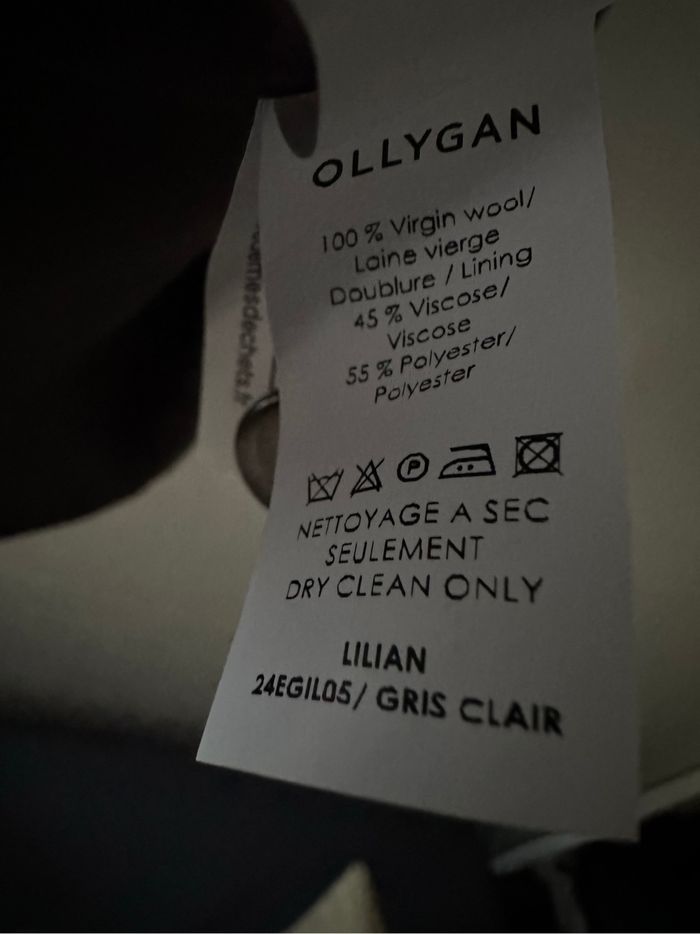 OLLYGAN
100 % Virgin wool/
Laine vierge
Doublure / Lining
45 % Viscose/
Viscose
55 % Polyester/
Polyester
P
NETTOYAGE A SEC
SEULEMENT
DRY CLEAN ONLY
LILIAN
24EGIL05/ GRIS CLAIR